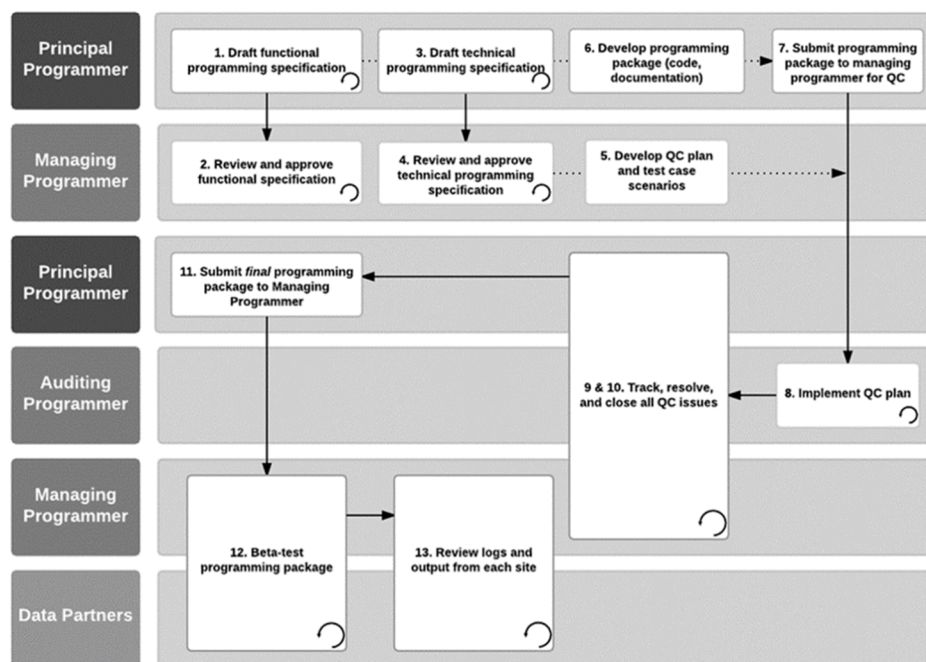 Principal
Programmer
1. Draft functional
programming specification
3. Draft technical
programming specification
6. Develop programming
package (code,
documentation)
7. Submit programming
package to managing
programmer for QC
Managing
Programmer
2. Review and approve
functional specification
4. Review and approve
technical programming
specification
5. Develop QC plan
and test case
scenarios
Principal
Programmer
11. Submit final programming
package to Managing
Programmer
Auditing
Programmer
9 & 10. Track, resolve,
and close all QC issues
8. Implement QC plan
Managing
Programmer
12. Beta-test
programming package
13. Review logs and
output from each site
Data Partners